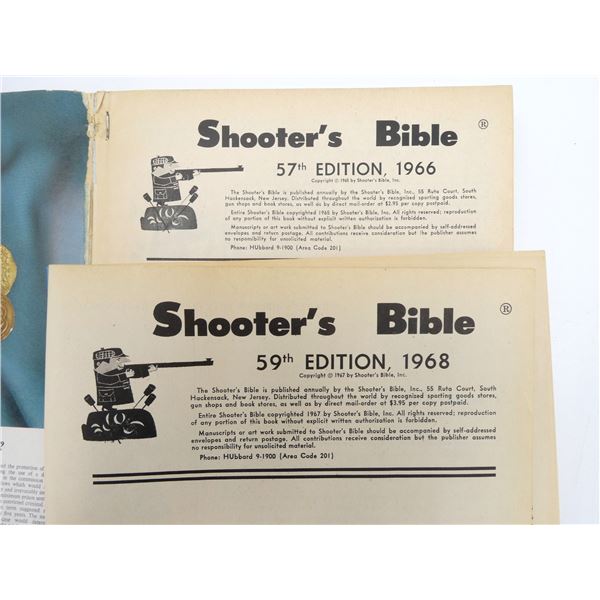 Shooter's Bible ®
57th EDITION, 1966
Copyright © 1965 by Shooter's Bible, Inc.
The Shooter's Bible is published annually by the Shooter's Bible, Inc., 55 Ruta Court, South
Hackensack, New Jersey. Distributed throughout the world by recognised sporting goods stores,
gun shops and book stores, as well as by direct mail-order at $2.95 per copy postpaid.
Entire Shooter's Bible copyrighted 1965 by Shooter's Bible, Inc. All rights reserved; reproduction
of any portion of this book without explicit written authorization is forbidden.
Manuscripts or art work submitted to Shooter's Bible should be accompanied by self-addressed
envelopes and return postage. All contributions receive consideration but the publisher assumes
no responsibility for unsolicited material.
Phone: HUbbard 9-1900 (Area Code 201)
Shooter's Bible ®
59th EDITION, 1968
Copyright © 1967 by Shooter's Bible, Inc.
The Shooter's Bible is published annually by the Shooter's Bible, Inc., 55 Ruta Court, South
Hackensack, New Jersey. Distributed throughout the world by recognized sporting goods stores,
gun shops and book stores, as well as by direct mail-order at $3.95 per copy postpaid.
Entire Shooter's Bible copyrighted 1967 by Shooter's Bible, Inc. All rights reserved; reproduction
of any portion of this book without explicit written authorization is forbidden.
Manuscripts or art work submitted to Shooter's Bible should be accompanied by self-addressed
envelopes and return postage. All contributions receive consideration but the publisher assumes
no responsibility for unsolicited material.
Phone: HUbbard 9-1900 (Area Code 201)